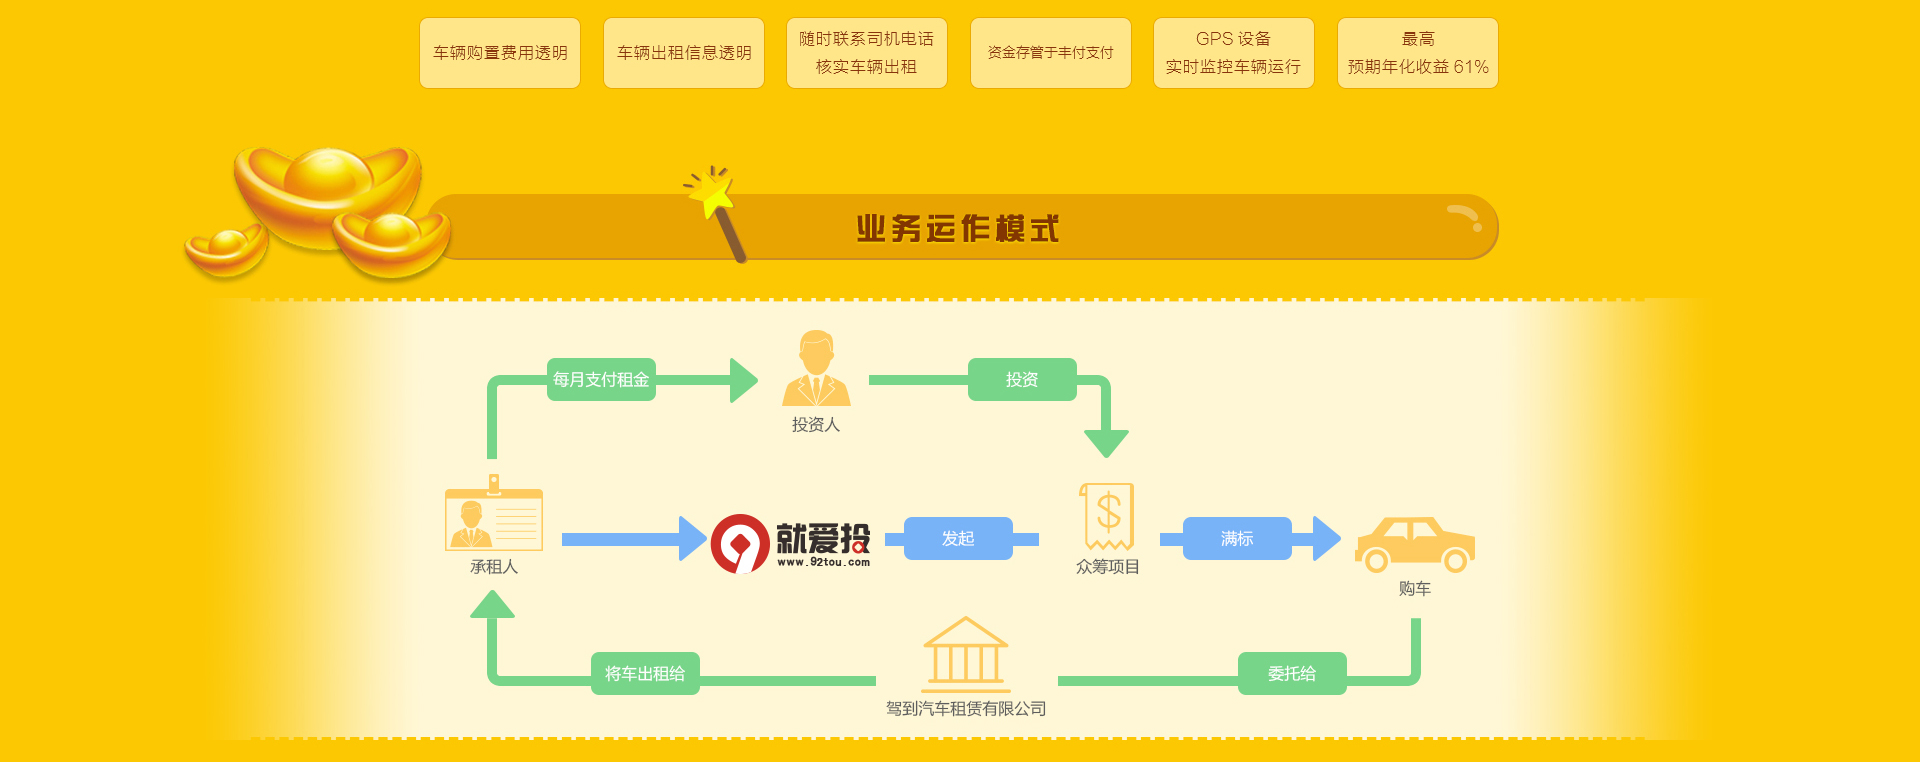 车辆购置费用透明
车辆出租信息透明
随时联系司机电话
核实车辆出租
资金存管于丰付支付
GPS 设备
实时监控车辆运行
最高
预期年化收益 61%
业务运作模式
每月支付租金
投资人
投资
承租人
就爱投
www.92tou.com
发起
众筹项目
满标
购车
将车出租给
驾到汽车租赁有限公司
委托给